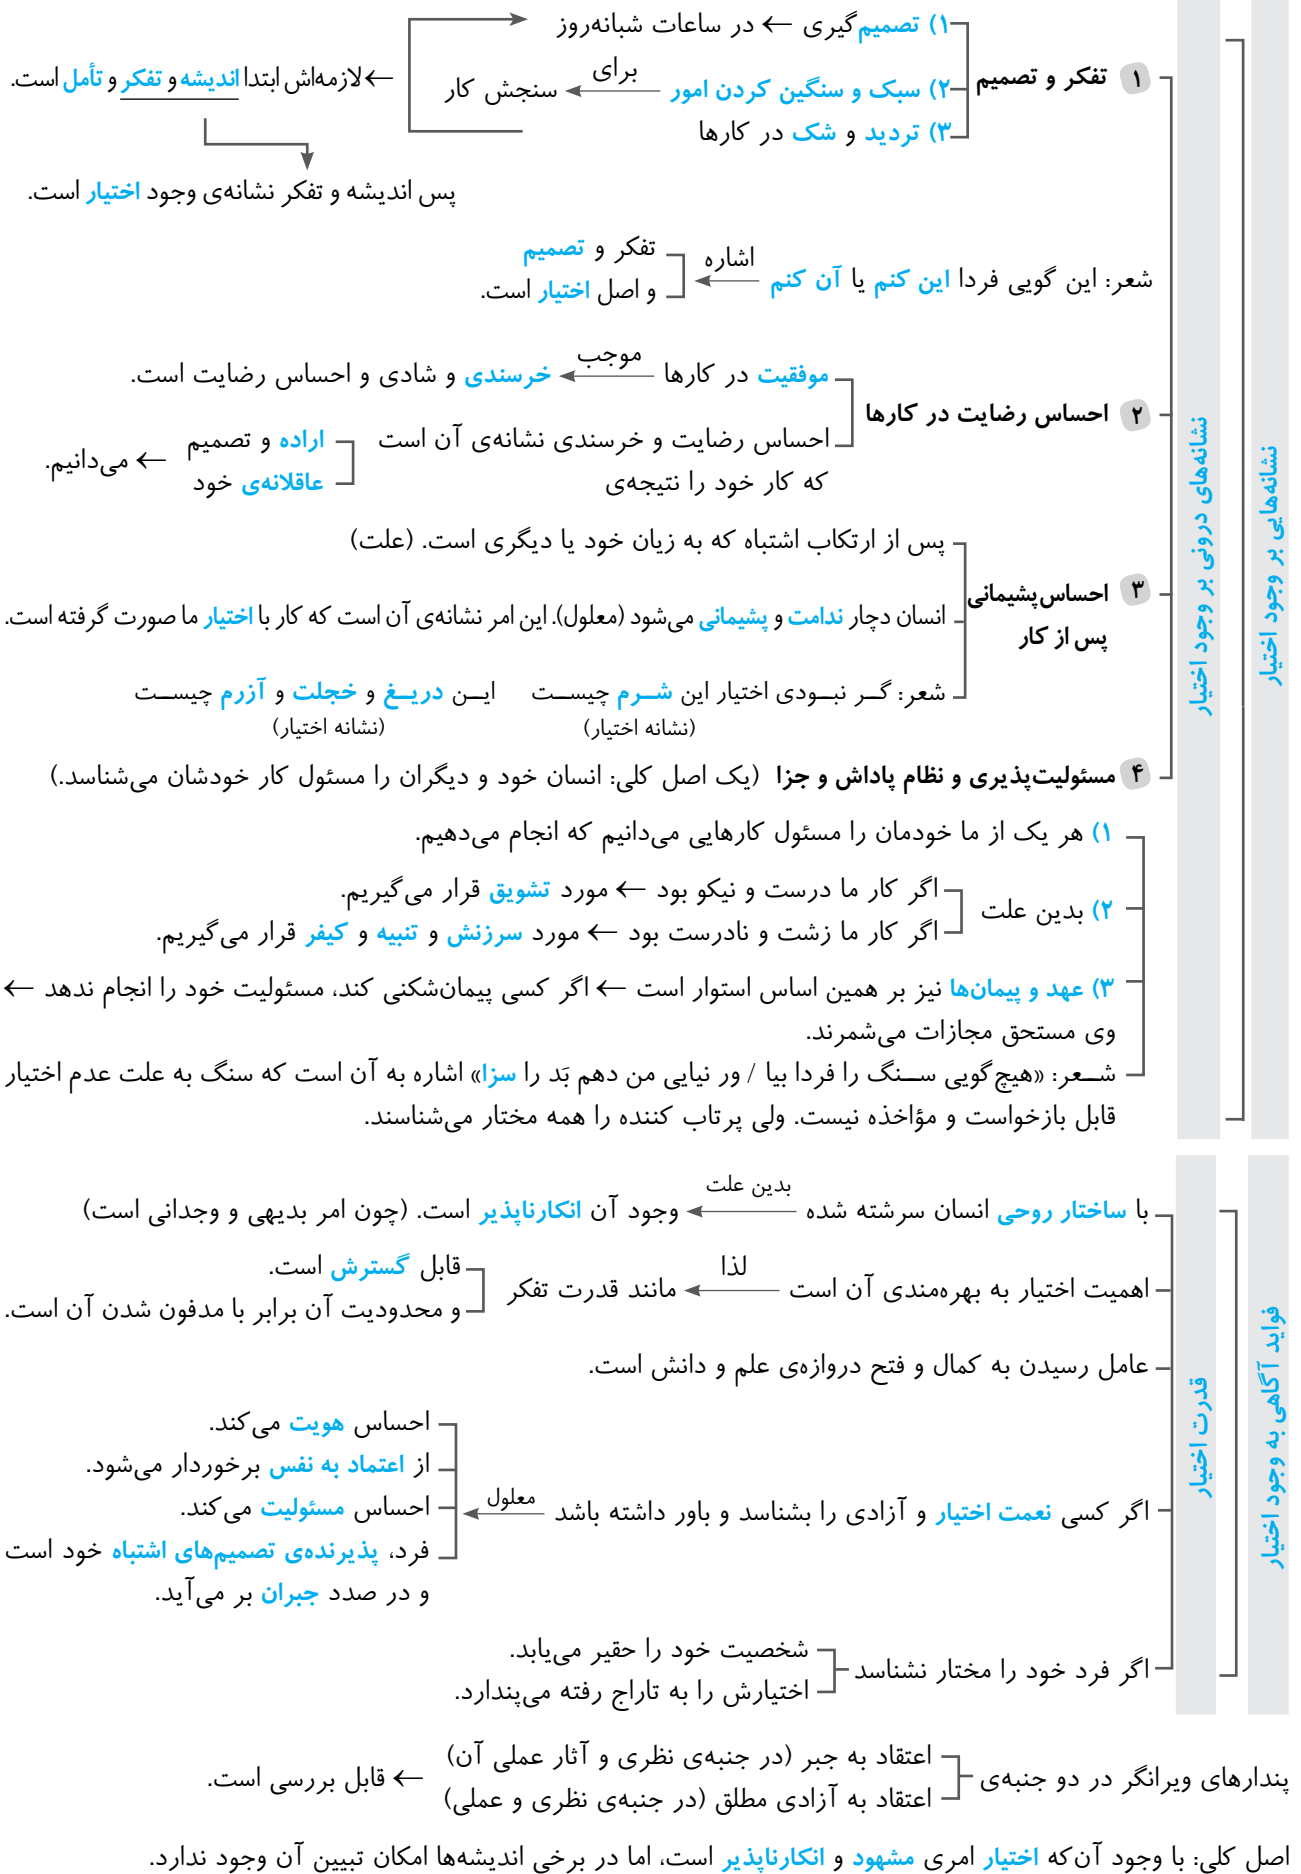 نشانه‌هایی بر وجود اختیار
نشانه‌های درونی بر وجود اختیار
۱ تفکر و تصمیم
۱) تصمیم‌گیری ← در ساعات شبانه‌روز
۲) سبک و سنگین کردن امور برای سنجش کار
۳) تردید و شک در کارها
← لازمه‌اش ابتدا اندیشه و تفکر و تأمل است.
پس اندیشه و تفکر نشانه‌ی وجود اختیار است.
شعر: این گویی فردا این کنم یا آن کنم اشاره
تفکر و تصمیم
و اصل اختیار است.
۲ احساس رضایت در کارها
موفقیت در کارها موجب خرسندی و شادی و احساس رضایت است.
احساس رضایت و خرسندی نشانه‌ی آن است
که کار خود را نتیجه‌ی
اراده و تصمیم
عاقلانه‌ی خود
← می‌دانیم.
۳ احساس پشیمانی
پس از کار
پس از ارتکاب اشتباه که به زیان خود یا دیگری است. (علت)
انسان دچار ندامت و پشیمانی می‌شود (معلول). این امر نشانه‌ی آن است که کار با اختیار ما صورت گرفته است.
شعر: گــر نبــودی اختیار این شــرم چیســت ایــن دریــغ و خجلت و آزرم چیســت
(نشانه اختیار) (نشانه اختیار)
۴ مسئولیت‌پذیری و نظام پاداش و جزا (یک اصل کلی: انسان خود و دیگران را مسئول کار خودشان می‌شناسد.)
۱) هر یک از ما خودمان را مسئول کارهایی می‌دانیم که انجام می‌دهیم.
۲) بدین علت
اگر کار ما درست و نیکو بود ← مورد تشویق قرار می‌گیریم.
اگر کار ما زشت و نادرست بود ← مورد سرزنش و تنبیه و کیفر قرار می‌گیریم.
۳) عهد و پیمان‌ها نیز بر همین اساس استوار است ← اگر کسی پیمان‌شکنی کند، مسئولیت خود را انجام ندهد ←
وی مستحق مجازات می‌شمرند.
شــعر: «هیچ گویی ســنگ را فردا بیا / ور نیایی من دهم بَد را سزا» اشاره به آن است که سنگ به علت عدم اختیار
قابل بازخواست و مؤاخذه نیست. ولی پرتاب کننده را همه مختار می‌شناسند.
فواید آگاهی به وجود اختیار
قدرت اختیار
با ساختار روحی انسان سرشته شده بدین علت وجود آن انکارناپذیر است. (چون امر بدیهی و وجدانی است)
اهمیت اختیار به بهره‌مندی آن است لذا مانند قدرت تفکر
قابل گسترش است.
و محدودیت آن برابر با مدفون شدن آن است.
عامل رسیدن به کمال و فتح دروازه‌ی علم و دانش است.
اگر کسی نعمت اختیار و آزادی را بشناسد و باور داشته باشد معلول
احساس هویت می‌کند.
از اعتماد به نفس برخوردار می‌شود.
احساس مسئولیت می‌کند.
فرد، پذیرنده‌ی تصمیم‌های اشتباه خود است
و در صدد جبران بر می‌آید.
اگر فرد خود را مختار نشناسد
شخصیت خود را حقیر می‌یابد.
اختیارش را به تاراج رفته می‌پندارد.
پندارهای ویرانگر در دو جنبه‌ی
اعتقاد به جبر (در جنبه‌ی نظری و آثار عملی آن)
اعتقاد به آزادی مطلق (در جنبه‌ی نظری و عملی)
← قابل بررسی است.
اصل کلی: با وجود آن‌که اختیار امری مشهود و انکارناپذیر است، اما در برخی اندیشه‌ها امکان تبیین آن وجود ندارد.